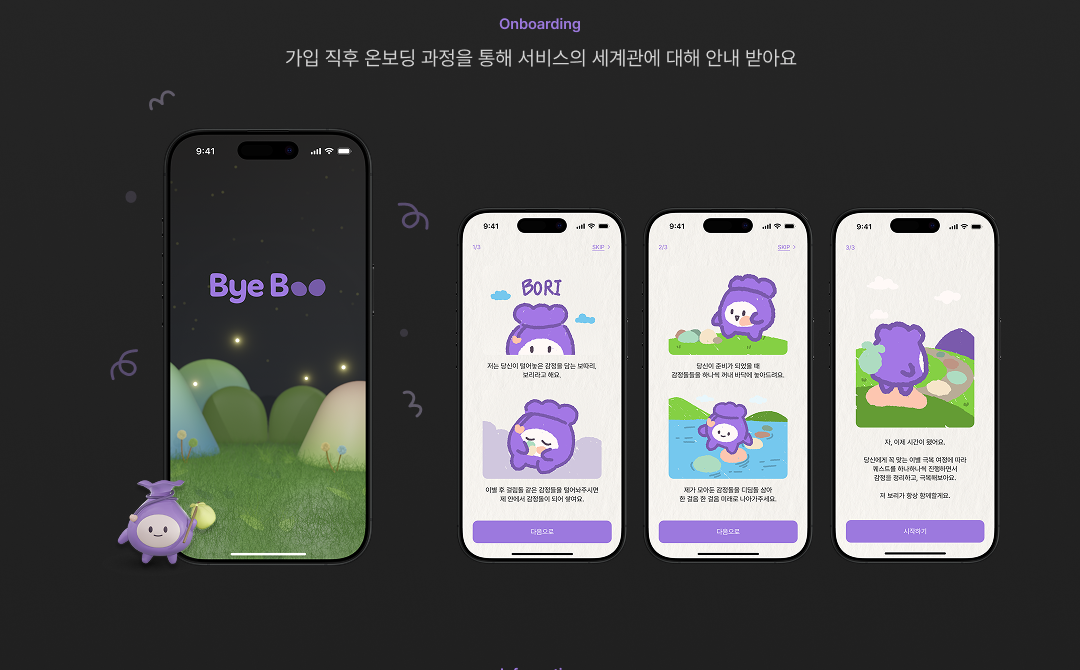 Onboarding
가입 직후 온보딩 과정을 통해 서비스의 세계관에 대해 안내 받아요
9:41
Bye Boo
9:41
1/3
SKIP
BORI
저는 당신이 털어놓은 감정을 담는 보따리,
보리라고 해요.
이별 후 걸림돌 같은 감정들을 털어놔주시면
제 안에서 감정돌이 되어 쌓여요.
다음으로
9:41
2/3
SKIP
당신이 준비가 되었을 때
감정돌들을 하나씩 꺼내 바닥에 놓아드려요.
제가 모아둔 감정들을 디딤돌 삼아
한 걸음 한 걸음 미래로 나아가주세요.
다음으로
9:41
3/3
자, 이제 시간이 됐어요.
당신에게 꼭 맞는 이별 극복 여정에 따라
퀘스트를 하나하나씩 진행하면서
감정을 정리하고, 극복해보아요.
저 보리가 항상 함께할게요.
시작하기